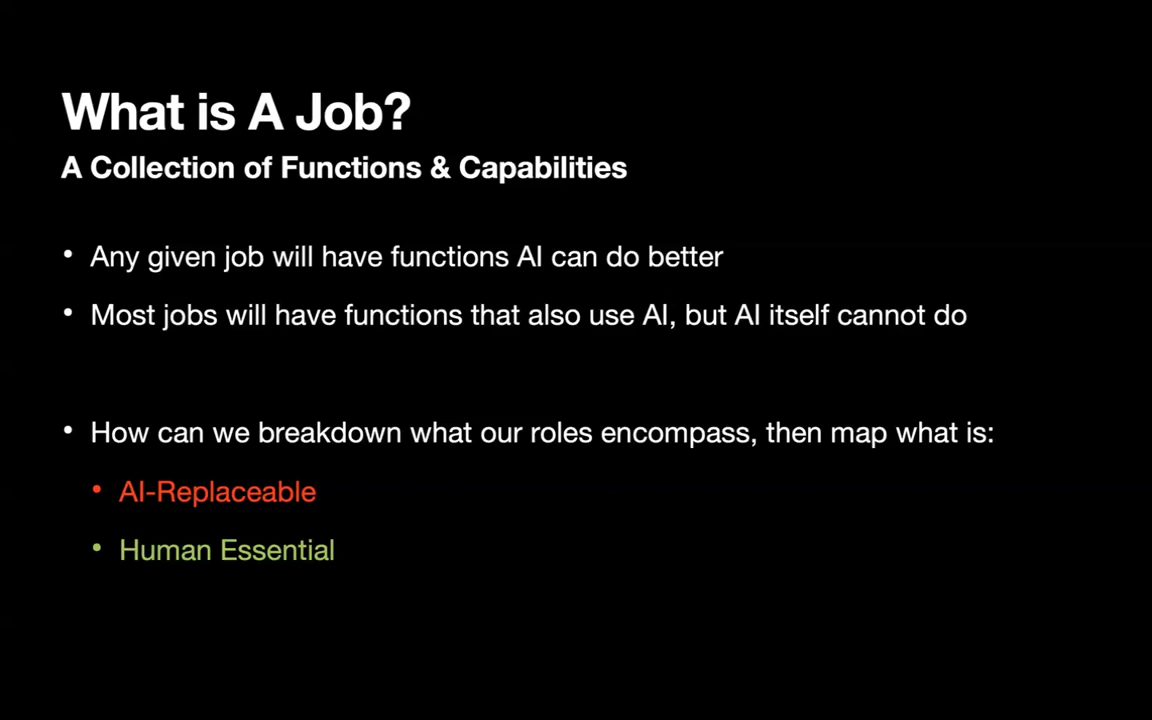 What is A Job?
A Collection of Functions & Capabilities
• Any given job will have functions AI can do better
• Most jobs will have functions that also use AI, but AI itself cannot do
• How can we breakdown what our roles encompass, then map what is:
• AI-Replaceable
• Human Essential